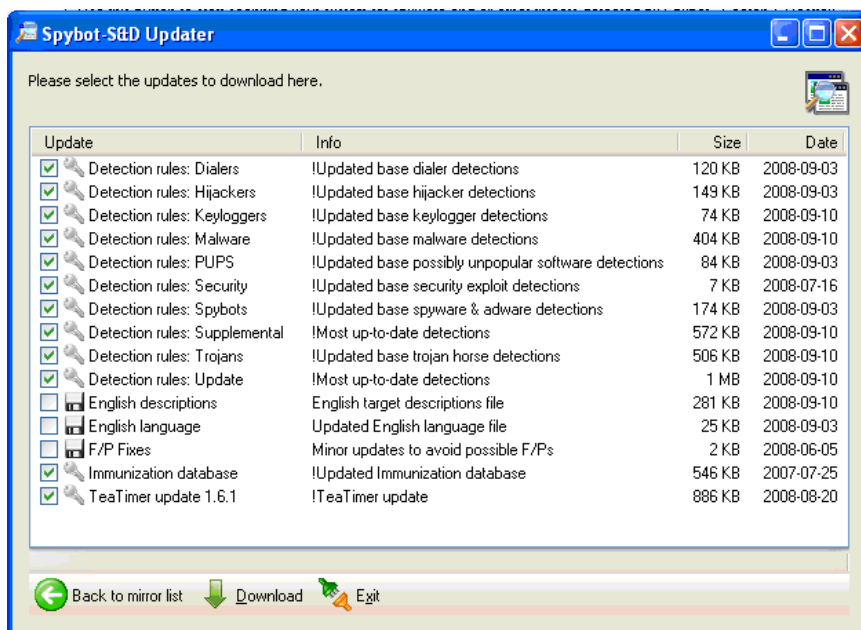 Spybot-S&D Updater
Please select the updates to download here.
Update Info Size Date
Detection rules: Dialers !Updated base dialer detections 120 KB 2008-09-03
Detection rules: Hijackers !Updated base hijacker detections 149 KB 2008-09-03
Detection rules: Keyloggers !Updated base keylogger detections 74 KB 2008-09-10
Detection rules: Malware !Updated base malware detections 404 KB 2008-09-10
Detection rules: PUPS !Updated base possibly unpopular software detections 84 KB 2008-09-03
Detection rules: Security !Updated base security exploit detections 7 KB 2008-07-16
Detection rules: Spybots !Updated base spyware & adware detections 174 KB 2008-09-03
Detection rules: Supplemental !Most up-to-date detections 572 KB 2008-09-10
Detection rules: Trojans !Updated base trojan horse detections 506 KB 2008-09-10
Detection rules: Update !Most up-to-date detections 1 MB 2008-09-10
English descriptions English target descriptions file 281 KB 2008-09-10
English language Updated English language file 25 KB 2008-09-03
F/P Fixes Minor updates to avoid possible F/Ps 2 KB 2008-06-05
Immunization database !Updated Immunization database 546 KB 2007-07-25
TeaTimer update 1.6.1 !TeaTimer update 886 KB 2008-08-20
Back to mirror list Download Exit